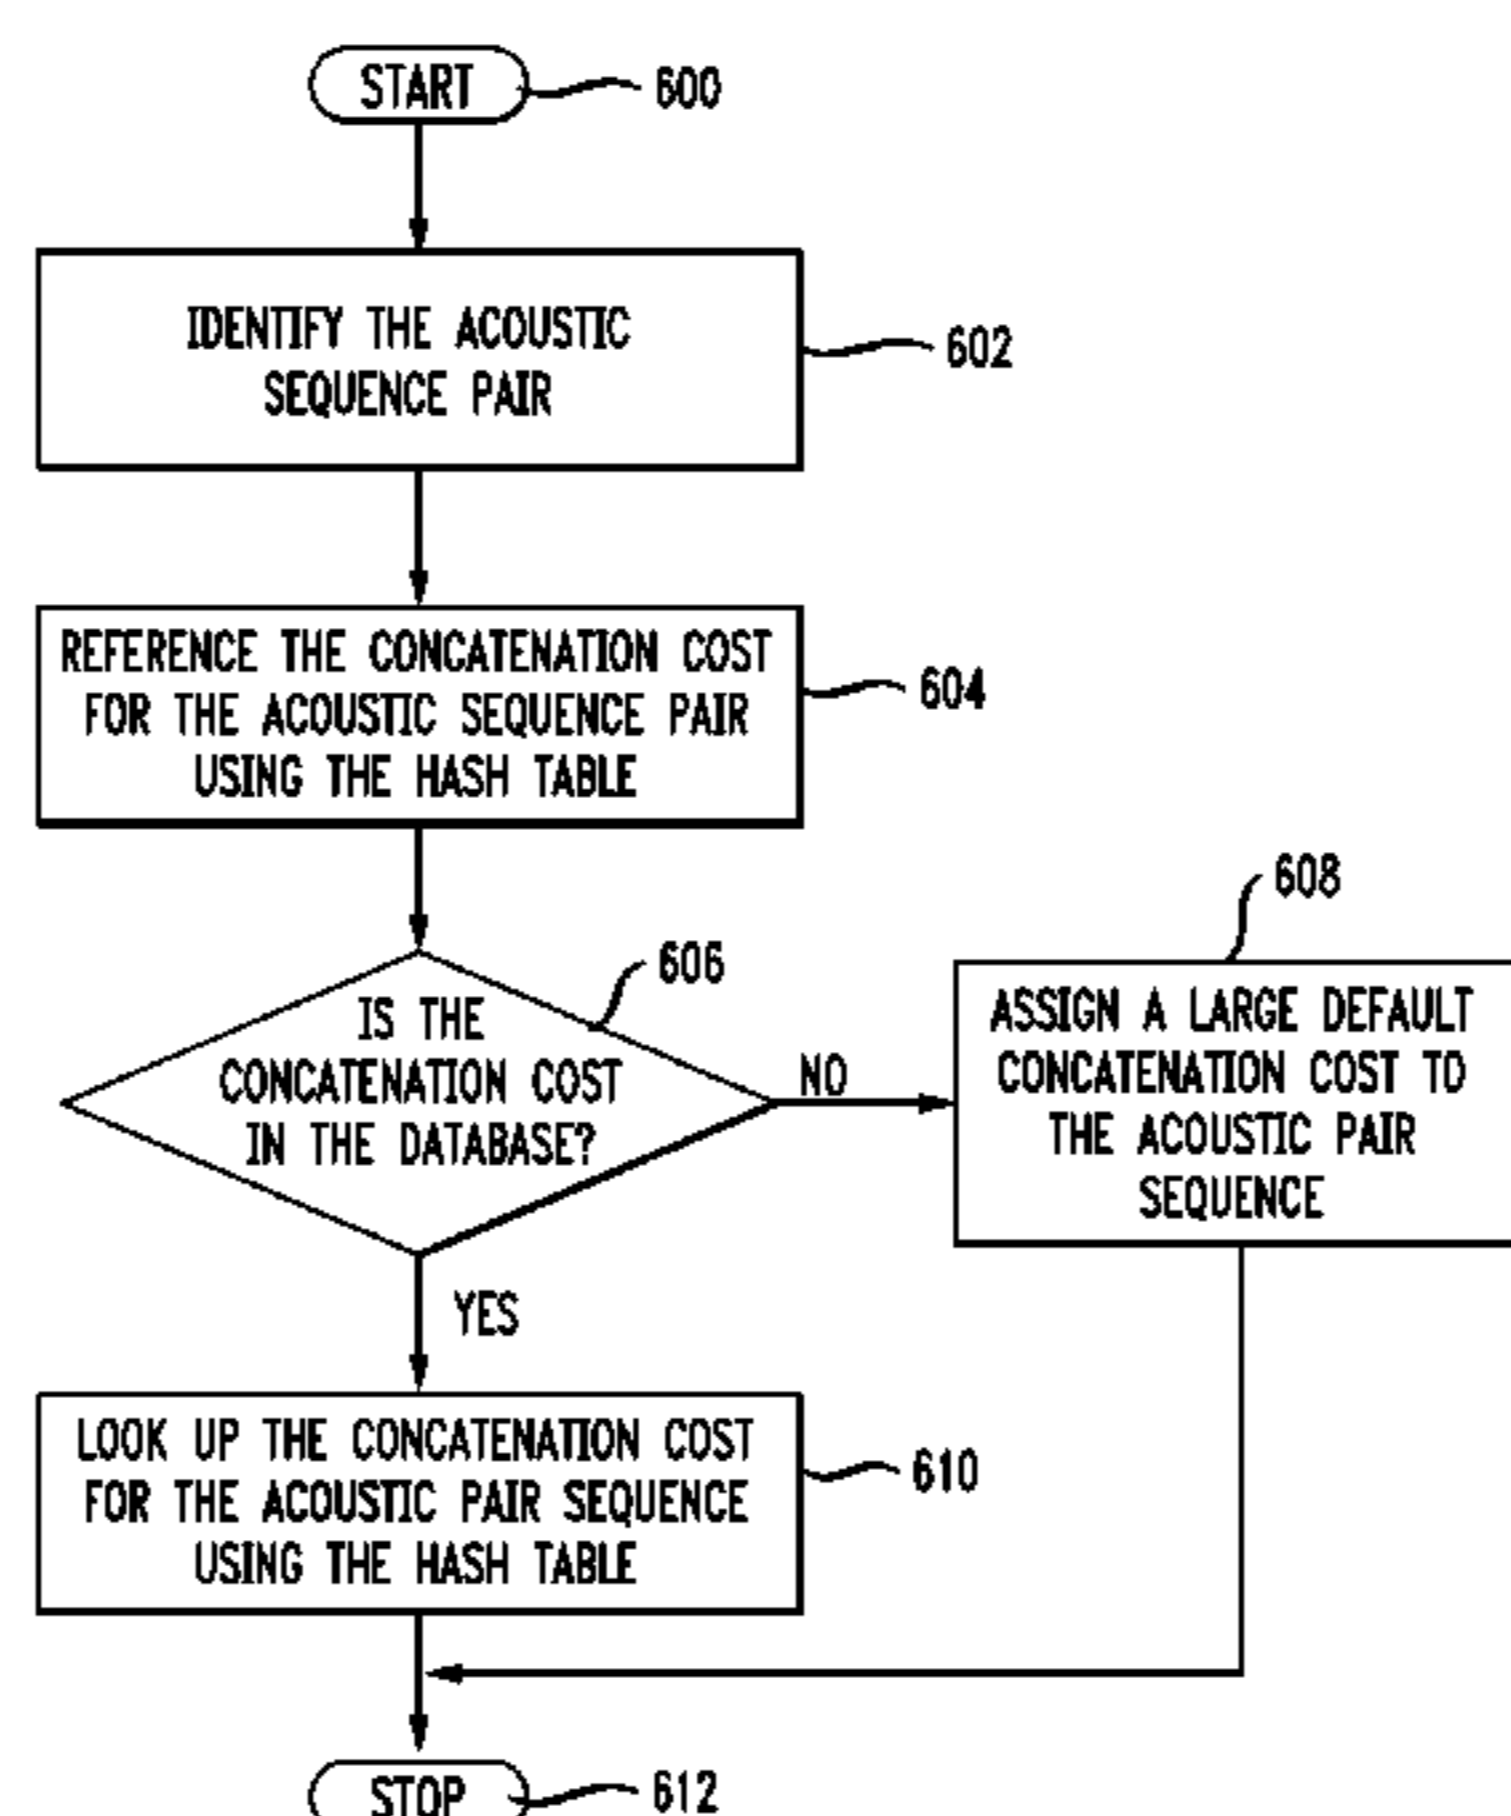 START
600
IDENTIFY THE ACOUSTIC
SEQUENCE PAIR
602
REFERENCE THE CONCATENATION COST
FOR THE ACOUSTIC SEQUENCE PAIR
USING THE HASH TABLE
604
IS THE
CONCATENATION COST
IN THE DATABASE?
606
NO
608
ASSIGN A LARGE DEFAULT
CONCATENATION COST TO
THE ACOUSTIC PAIR
SEQUENCE
YES
LOOK UP THE CONCATENATION COST
FOR THE ACOUSTIC PAIR SEQUENCE
USING THE HASH TABLE
610
STOP
612